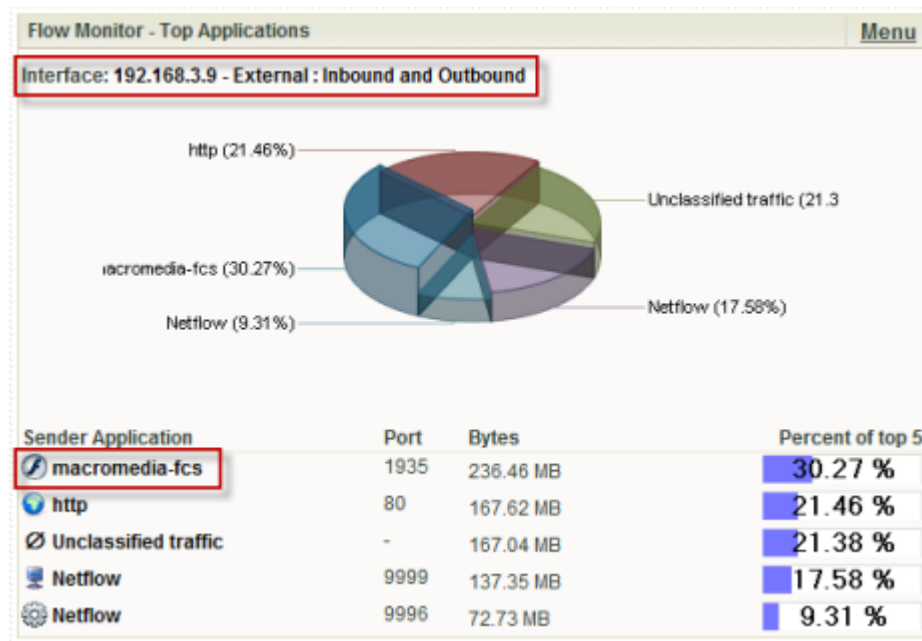 Flow Monitor - Top Applications Menu
Interface: 192.168.3.9 - External : Inbound and Outbound
http (21.46%)
Unclassified traffic (21.3
acromedia-fcs (30.27%)
Netflow (17.58%)
Netflow (9.31%)
Sender Application Port Bytes Percent of top 5
macromedia-fcs 1935 236.46 MB 30.27 %
http 80 167.62 MB 21.46 %
Unclassified traffic - 167.04 MB 21.38 %
Netflow 9999 137.35 MB 17.58 %
Netflow 9996 72.73 MB 9.31 %